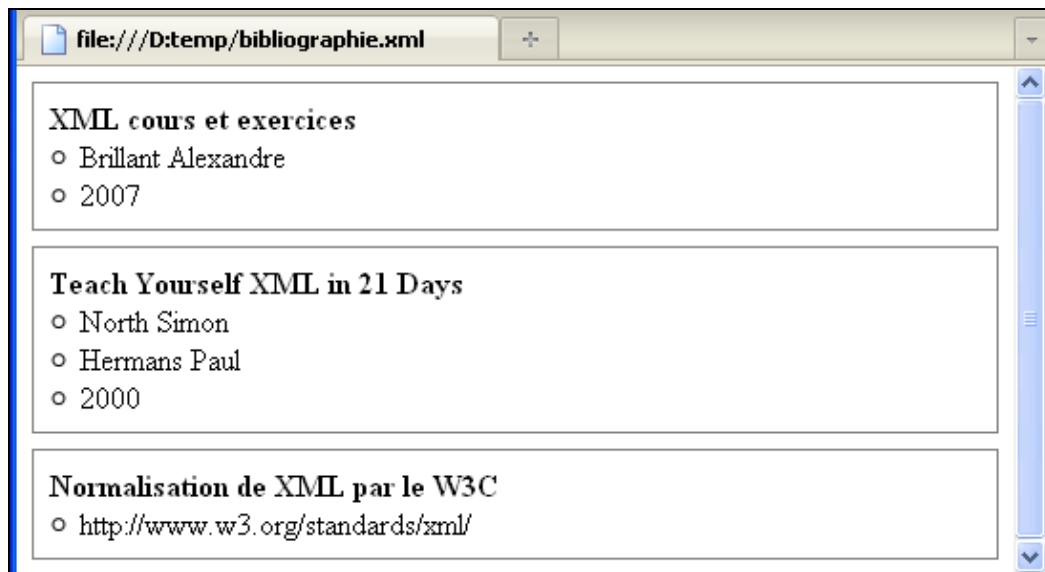 file:///D:temp/bibliographie.xml
XML cours et exercices
Brillant Alexandre
2007
Teach Yourself XML in 21 Days
North Simon
Hermans Paul
2000
Normalisation de XML par le W3C
http://www.w3.org/standards/xml/